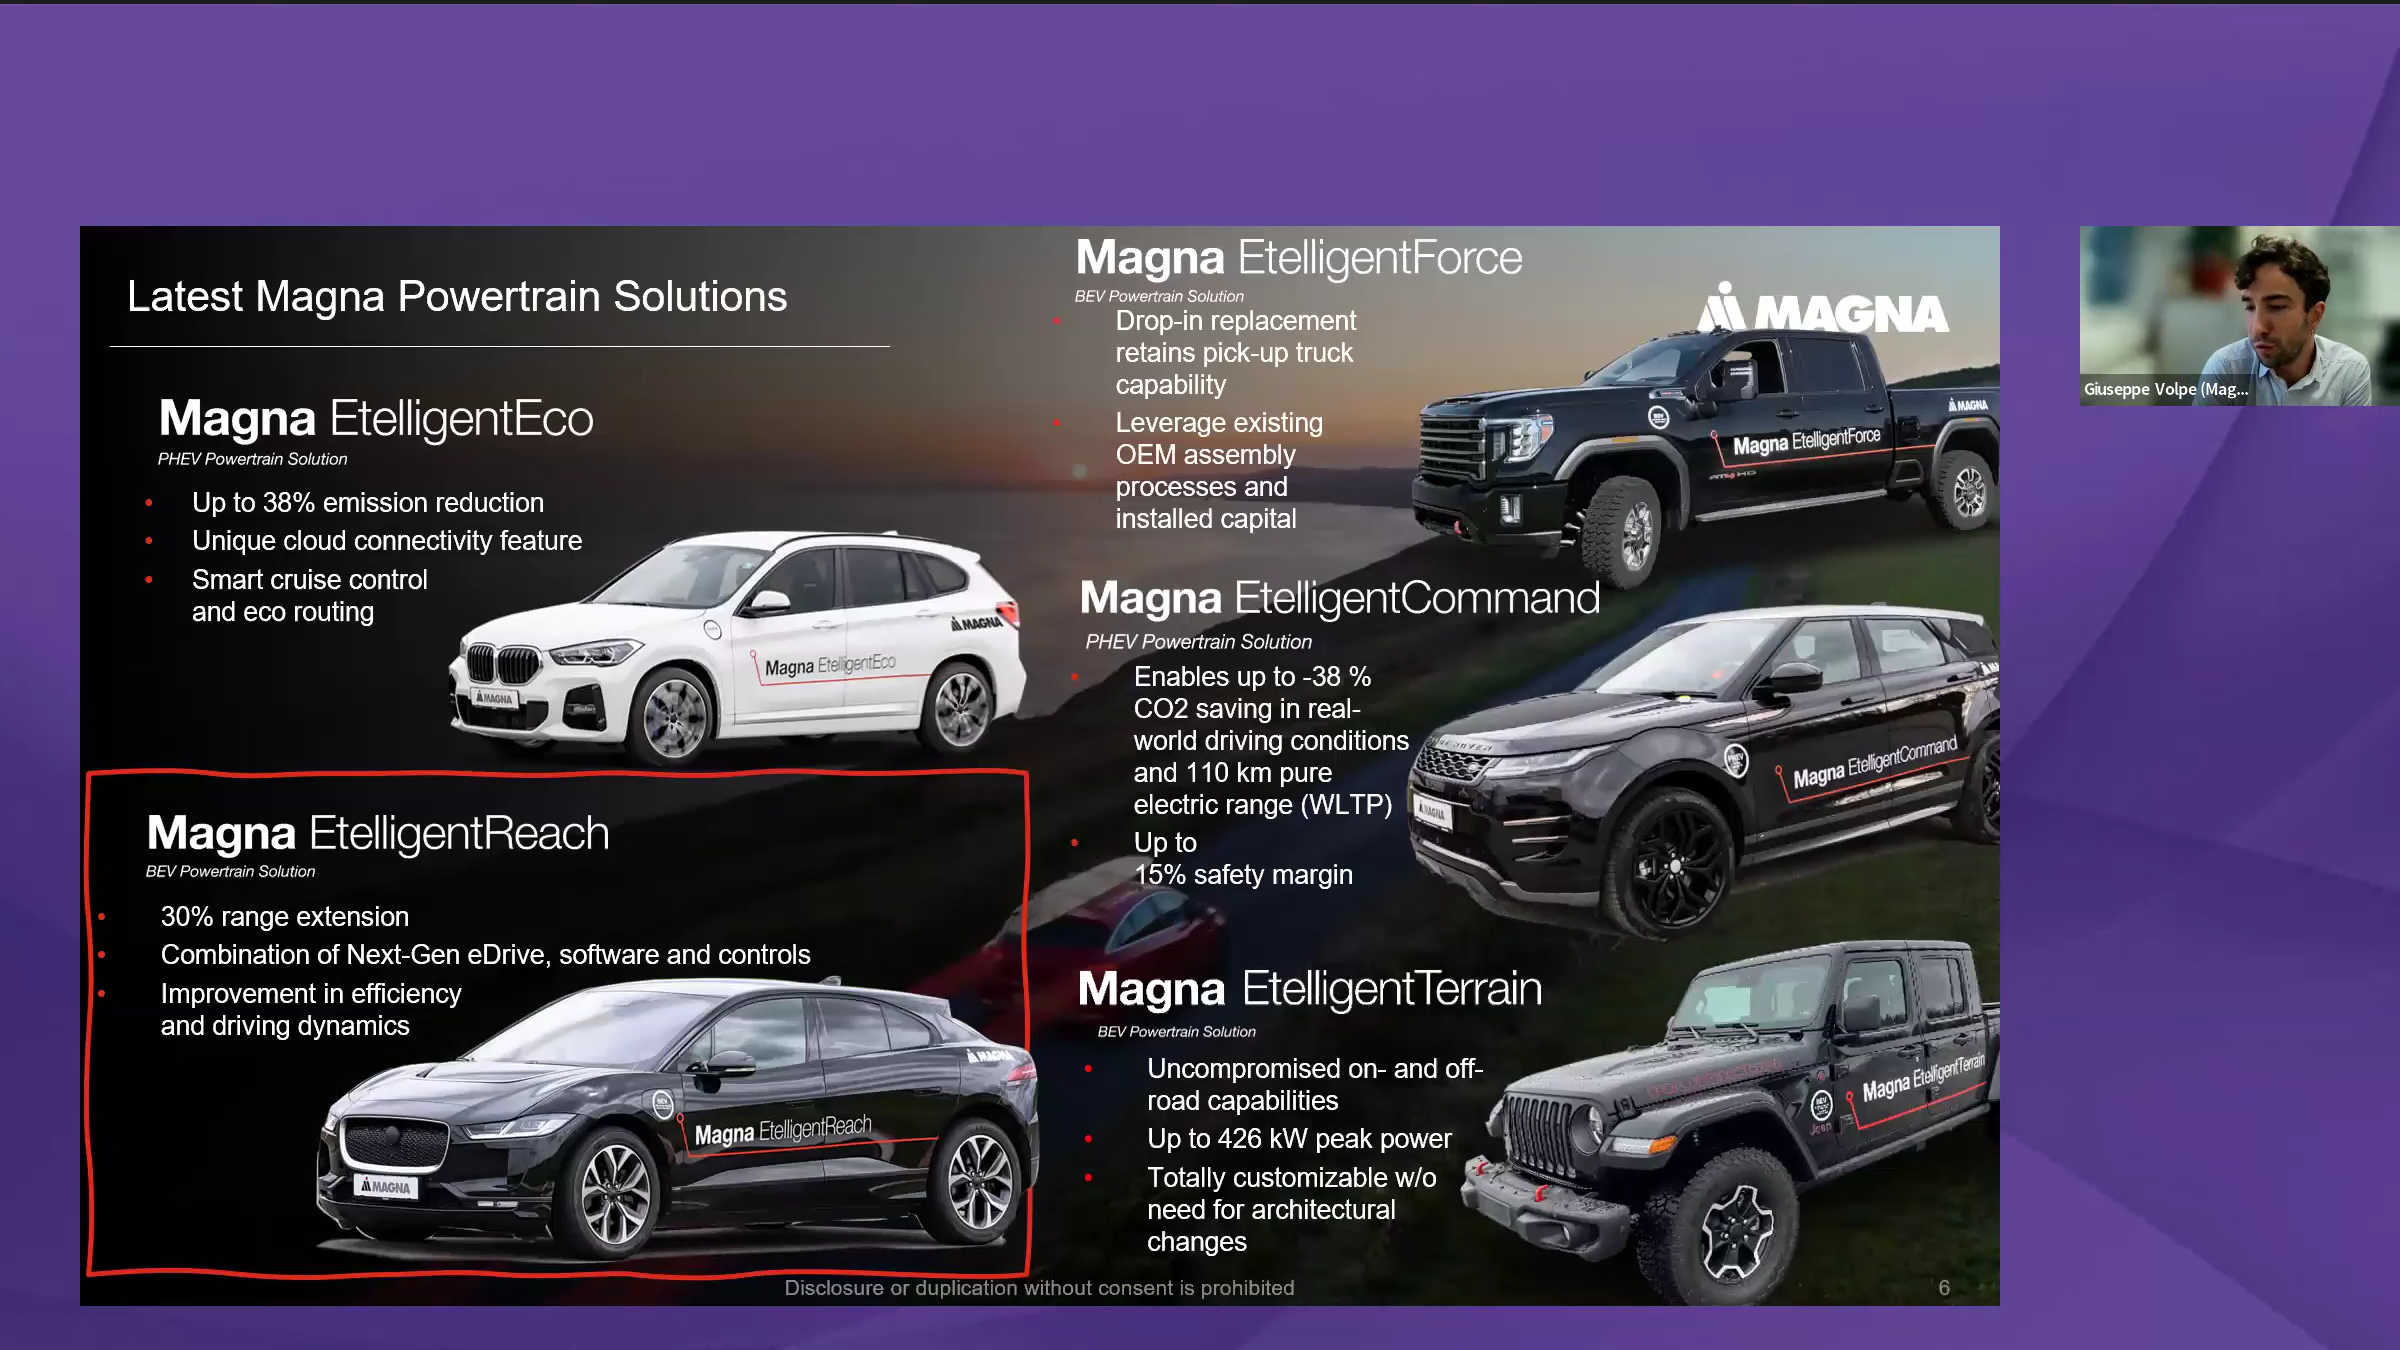 Latest Magna Powertrain Solutions
Magna EtelligentEco
PHEV Powertrain Solution
• Up to 38% emission reduction
• Unique cloud connectivity feature
• Smart cruise control
and eco routing
MAGNA
Magna EtelligentEco
MAGNA
Magna EtelligentReach
BEV Powertrain Solution
• 30% range extension
• Combination of Next-Gen eDrive, software and controls
• Improvement in efficiency
and driving dynamics
MAGNA
BEV
Magna EtelligentReach
MAGNA
Magna EtelligentForce
BEV Powertrain Solution
• Drop-in replacement
retains pick-up truck
capability
• Leverage existing
OEM assembly
processes and
installed capital
MAGNA
MAGNA
BEV
Magna EtelligentForce
Magna EtelligentCommand
PHEV Powertrain Solution
• Enables up to -38 %
CO2 saving in real-
world driving conditions
and 110 km pure
electric range (WLTP)
• Up to
15% safety margin
PHEV
Magna EtelligentCommand
MAGNA
Magna EtelligentTerrain
BEV Powertrain Solution
• Uncompromised on- and off-
road capabilities
• Up to 426 kW peak power
• Totally customizable w/o
need for architectural
changes
BEV
Jeep
Magna EtelligentTerrain
Disclosure or duplication without consent is prohibited
6
Giuseppe Volpe (Mag...